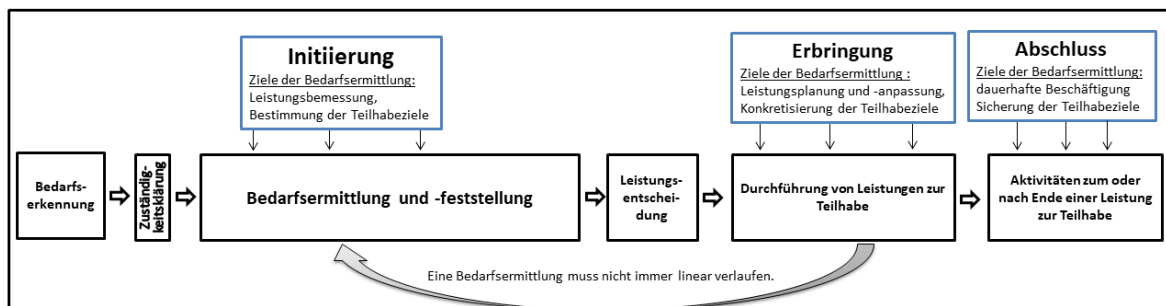 Initiierung
Ziele der Bedarfsermittlung:
Leistungsbemessung,
Bestimmung der Teilhabeziele
Erbringung
Ziele der Bedarfsermittlung :
Leistungsplanung und -anpassung,
Konkretisierung der Teilhabeziele
Abschluss
Ziele der Bedarfsermittlung:
dauerhafte Beschäftigung
Sicherung der Teilhabeziele
Bedarfs-
erkennung
Zuständig-
keitsklärung
Bedarfsermittlung und -feststellung
Leistungs-
entschei-
dung
Durchführung von Leistungen zur
Teilhabe
Aktivitäten zum oder
nach Ende einer Leistung
zur Teilhabe
Eine Bedarfsermittlung muss nicht immer linear verlaufen.